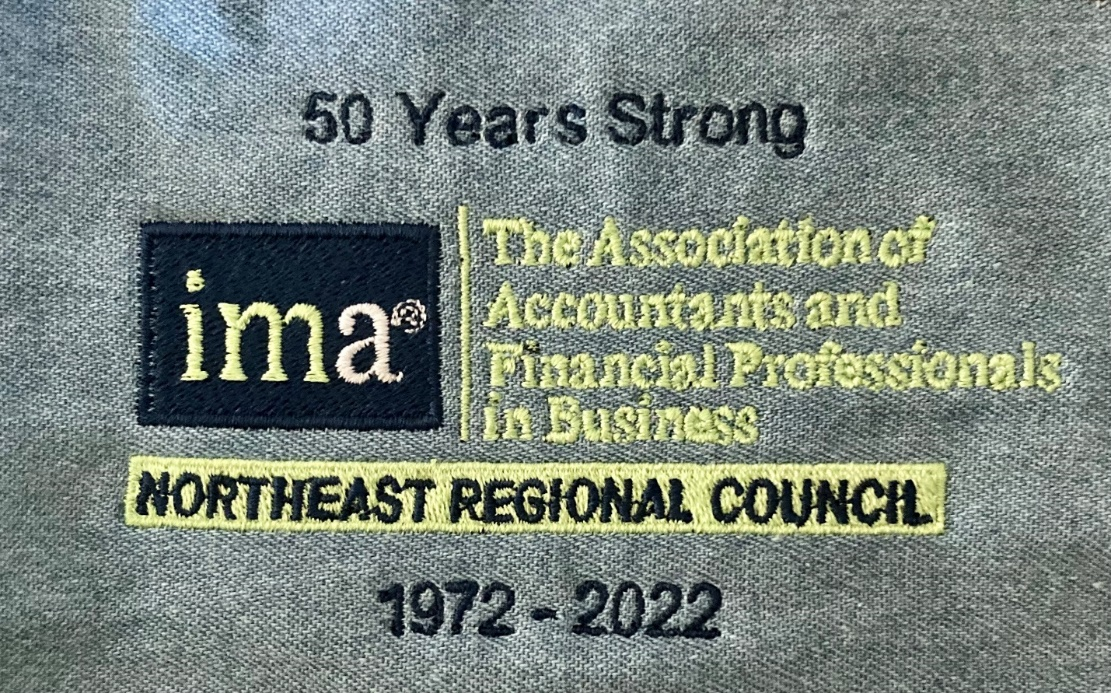 50 Years Strong
ima®
The Association of
Accountants and
Financial Professionals
in Business
NORTHEAST REGIONAL COUNCIL
1972 - 2022